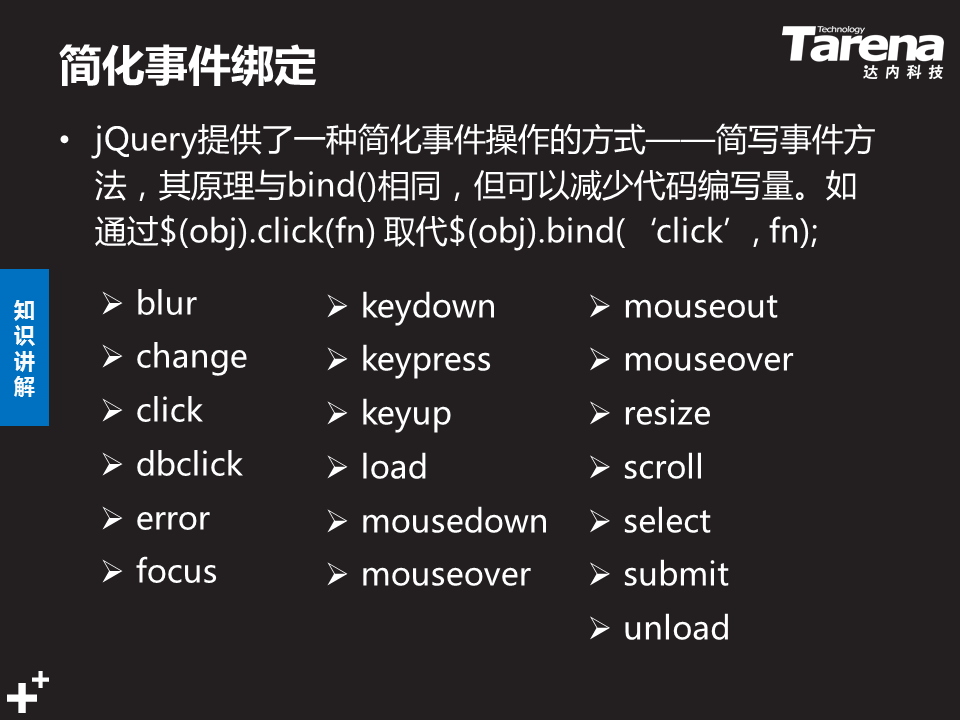 简化事件绑定
Technology
Tarena
达内科技
• jQuery提供了一种简化事件操作的方式——简写事件方
法，其原理与bind()相同，但可以减少代码编写量。如
通过$(obj).click(fn) 取代$(obj).bind(‘click’, fn);
知识讲解
➢ blur
➢ change
➢ click
➢ dbclick
➢ error
➢ focus
➢ keydown
➢ keypress
➢ keyup
➢ load
➢ mousedown
➢ mouseover
➢ mouseout
➢ mouseover
➢ resize
➢ scroll
➢ select
➢ submit
➢ unload